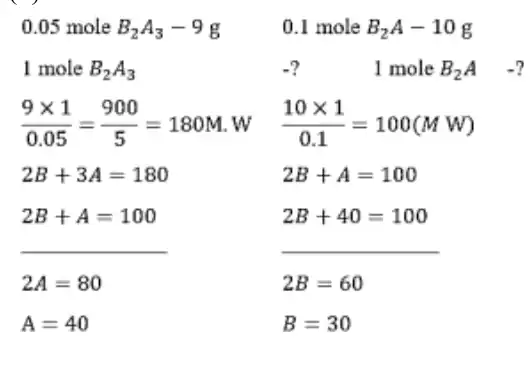 0.05 mole B₂A₃ – 9 g
1 mole B₂A₃ -?
9 × 1 / 0.05 = 900 / 5 = 180M.W
2B + 3A = 180
2B + A = 100
2A = 80
A = 40
0.1 mole B₂A – 10 g
1 mole B₂A -?
10 × 1 / 0.1 = 100(M W)
2B + A = 100
2B + 40 = 100
2B = 60
B = 30